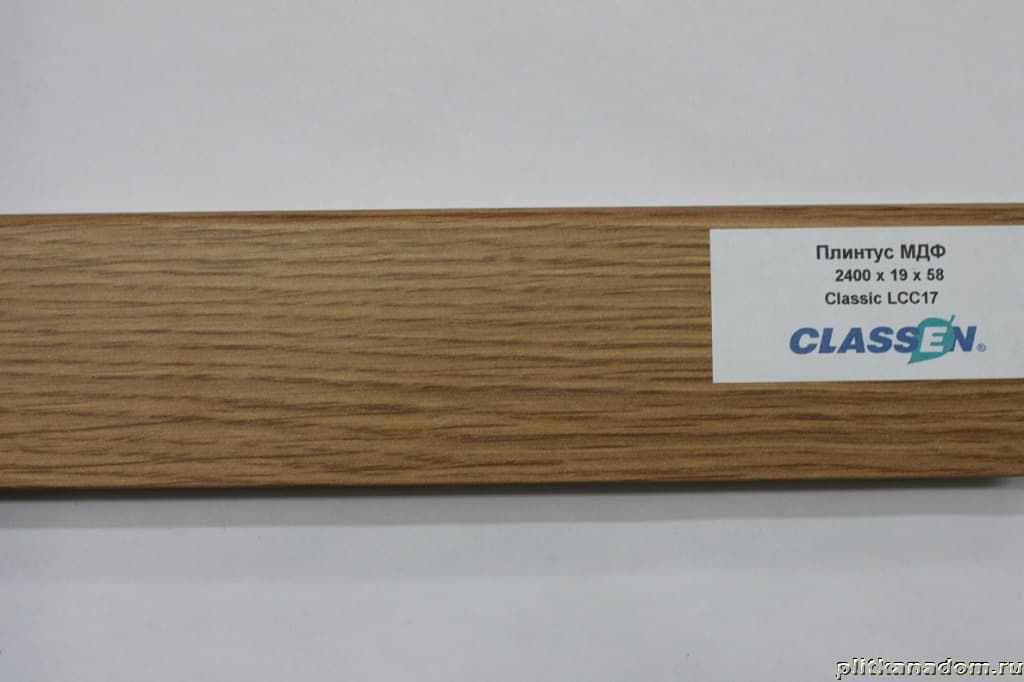 Плинтус МДФ
2400 x 19 x 58
Classic LCC17
CLASSEN®
plitkanadom.ru